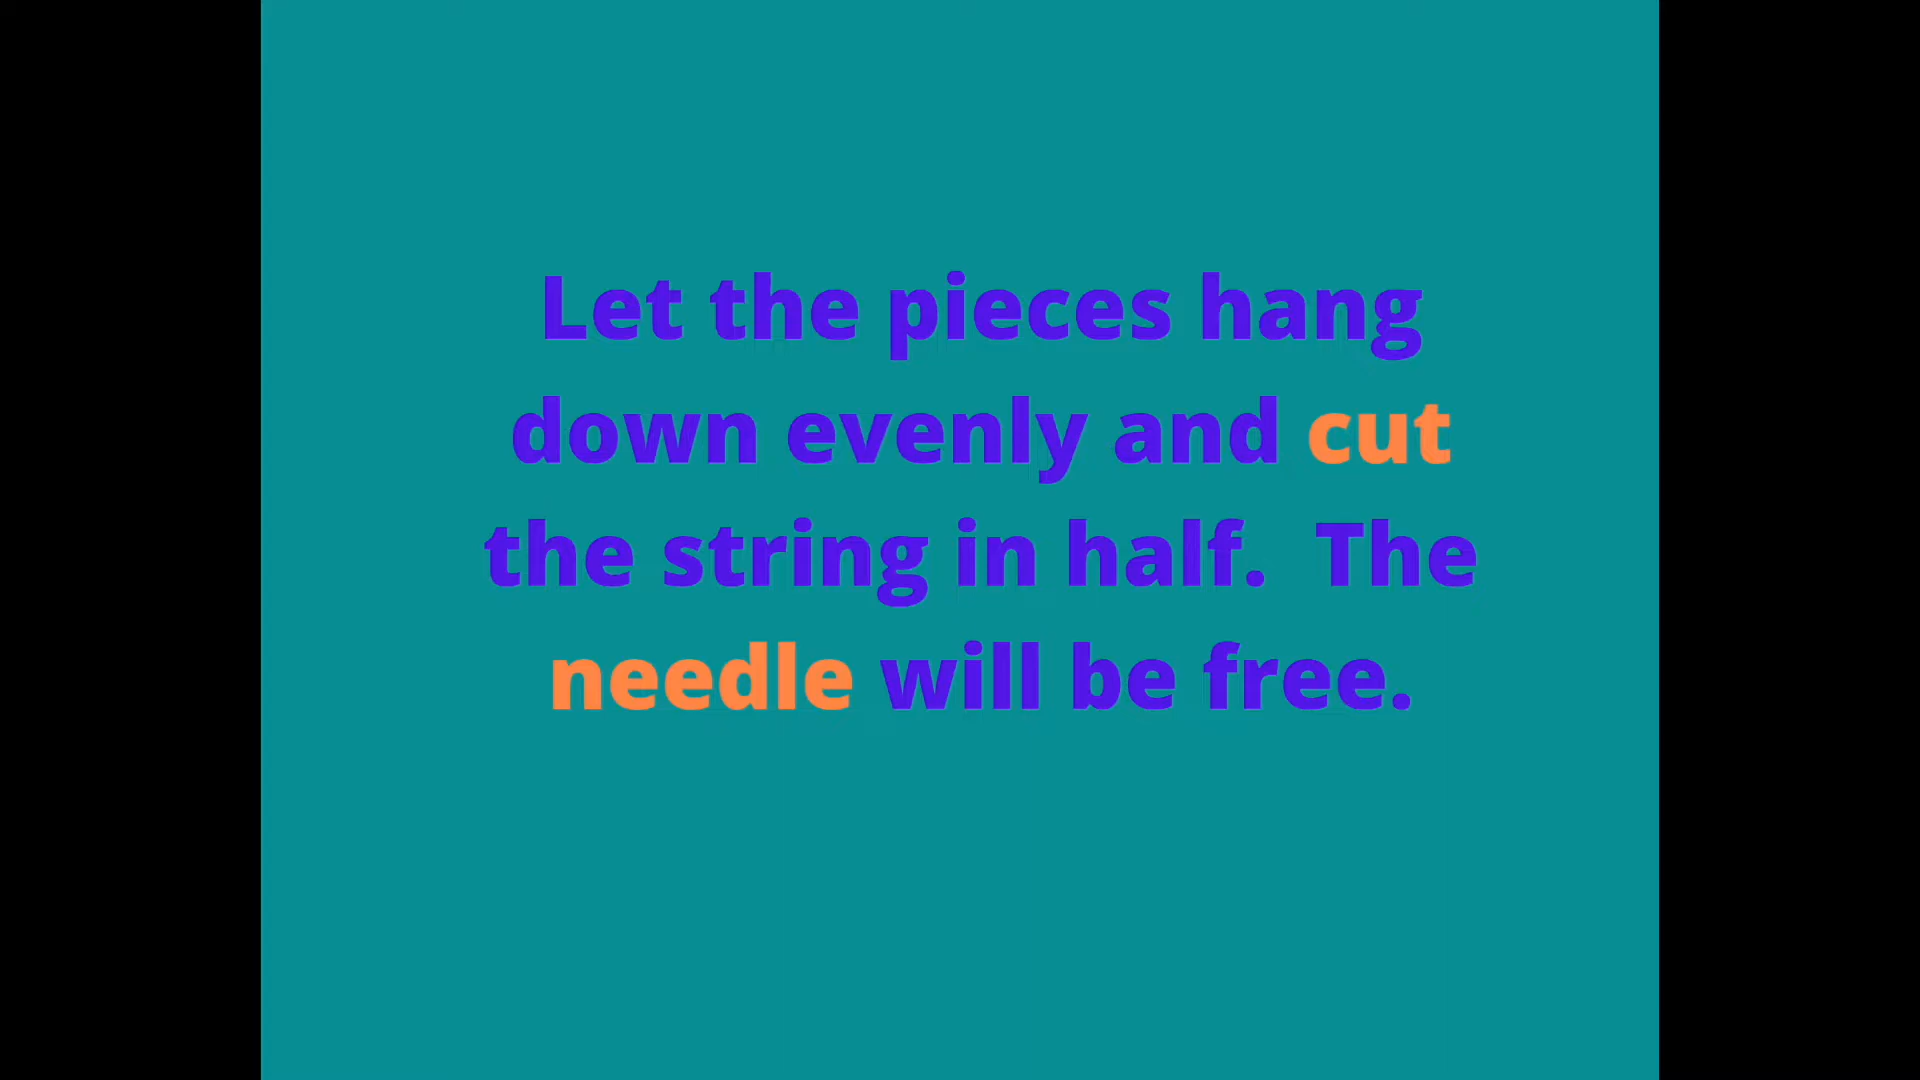 Let the pieces hang
down evenly and cut
the string in half.  The
needle will be free.